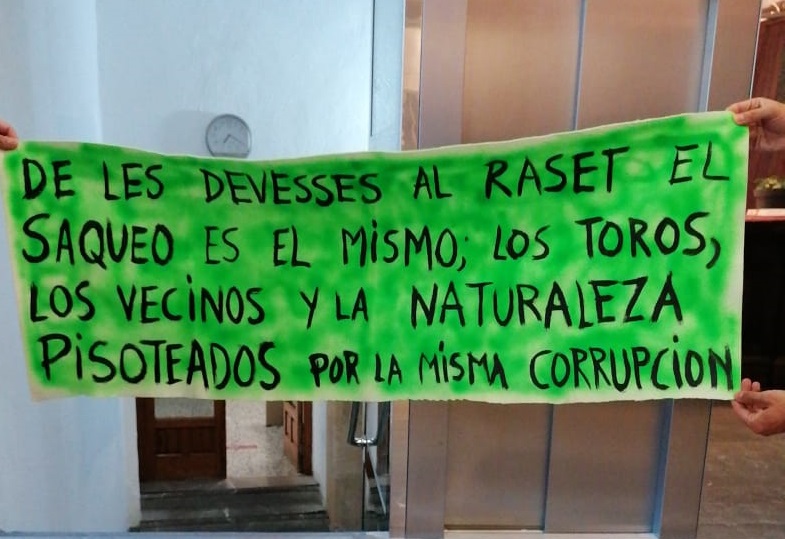 DE LES DEVESSES AL RASET EL
SAQUEO ES EL MiSMO; LOS TOROS,
LOS VECiNOS Y LA NATURALEZA
PiSOTEADOS POR LA MiSMA CORRUPCiON